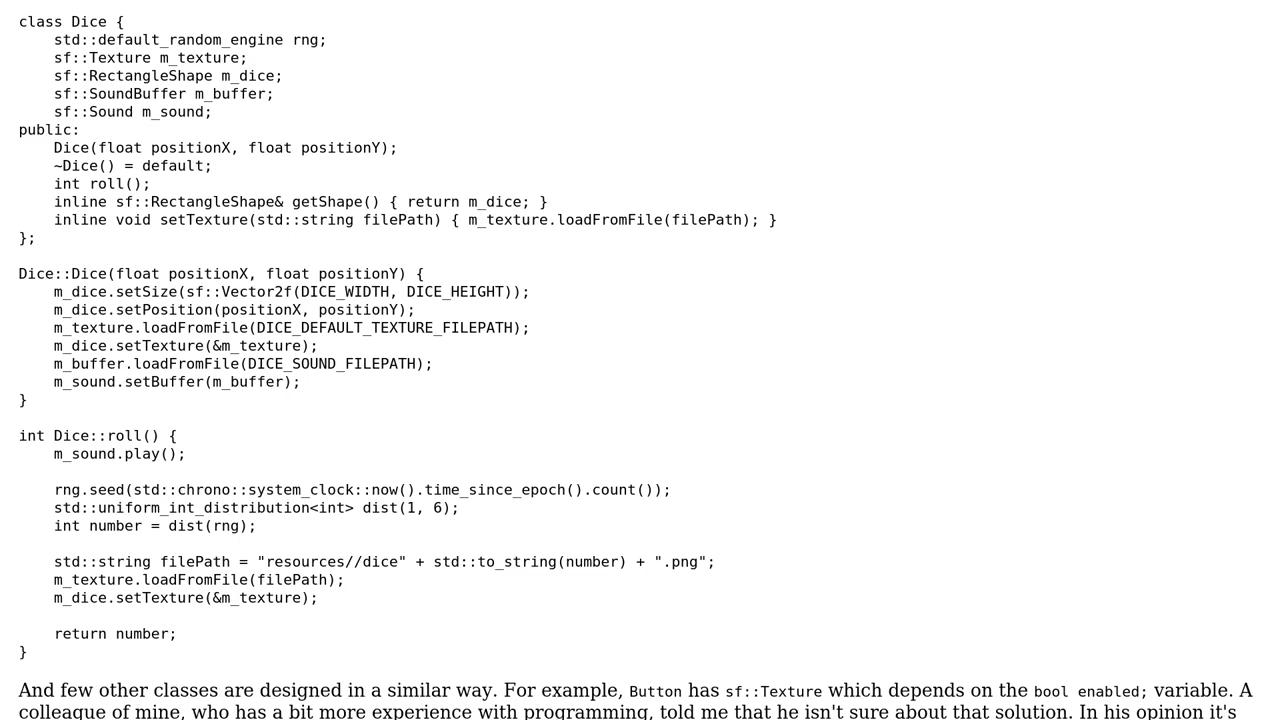 class Dice {
    std::default_random_engine rng;
    sf::Texture m_texture;
    sf::RectangleShape m_dice;
    sf::SoundBuffer m_buffer;
    sf::Sound m_sound;
public:
    Dice(float positionX, float positionY);
    ~Dice() = default;
    int roll();
    inline sf::RectangleShape& getShape() { return m_dice; }
    inline void setTexture(std::string filePath) { m_texture.loadFromFile(filePath); }
};

Dice::Dice(float positionX, float positionY) {
    m_dice.setSize(sf::Vector2f(DICE_WIDTH, DICE_HEIGHT));
    m_dice.setPosition(positionX, positionY);
    m_texture.loadFromFile(DICE_DEFAULT_TEXTURE_FILEPATH);
    m_dice.setTexture(&m_texture);
    m_buffer.loadFromFile(DICE_SOUND_FILEPATH);
    m_sound.setBuffer(m_buffer);
}

int Dice::roll() {
    m_sound.play();

    rng.seed(std::chrono::system_clock::now().time_since_epoch().count());
    std::uniform_int_distribution<int> dist(1, 6);
    int number = dist(rng);

    std::string filePath = "resources//dice" + std::to_string(number) + ".png";
    m_texture.loadFromFile(filePath);
    m_dice.setTexture(&m_texture);

    return number;
}

And few other classes are designed in a similar way. For example, Button has sf::Texture which depends on the bool enabled; variable. A
colleague of mine, who has a bit more experience with programming, told me that he isn't sure about that solution. In his opinion it's